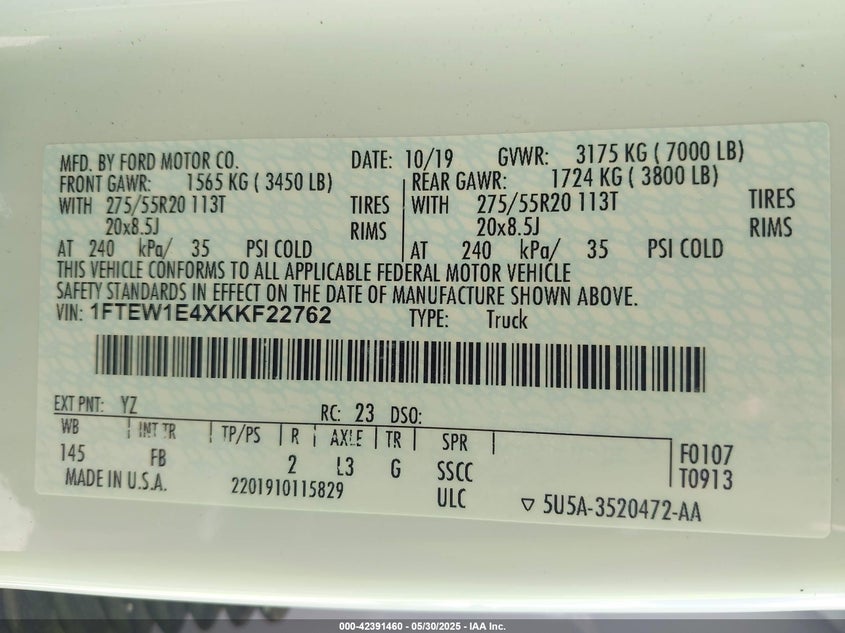 MFD. BY FORD MOTOR CO. DATE: 10/19 GVWR: 3175 KG ( 7000 LB)
FRONT GAWR: 1565 KG ( 3450 LB) REAR GAWR: 1724 KG ( 3800 LB)
WITH 275/55R20 113T TIRES WITH 275/55R20 113T TIRES
20x8.5J RIMS 20x8.5J RIMS
AT 240 kPa/ 35 PSI COLD AT 240 kPa/ 35 PSI COLD
THIS VEHICLE CONFORMS TO ALL APPLICABLE FEDERAL MOTOR VEHICLE
SAFETY STANDARDS IN EFFECT ON THE DATE OF MANUFACTURE SHOWN ABOVE.
VIN: 1FTEW1E4XKKF22762 TYPE: Truck
EXT PNT: YZ RC: 23 DSO:
WB INT TR TP/PS R AXLE TR SPR
145 FB 2 L3 G SSCC F0107
MADE IN U.S.A. 2201910115829 ULC T0913
5U5A-3520472-AA
000-42391460 - 05/30/2025 - IAA Inc.